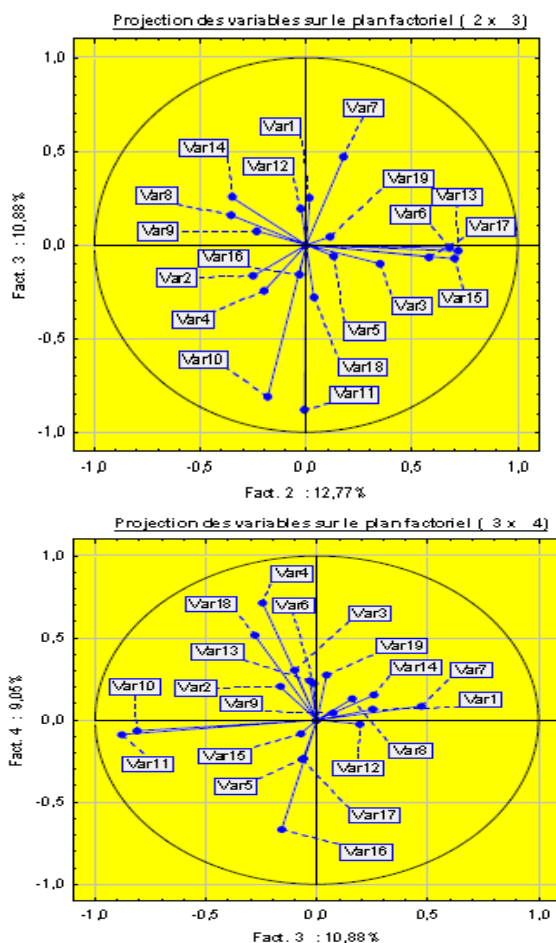 Projection des variables sur le plan factoriel ( 2 x 3)
1,0
Var7
Var1
0,5
Var14
Var12
Var19
Var13
Var8
Var6
Var17
Var9
0,0
Var16
Var2
Var3
Var15
Var4
Var5
-0,5
Var10
Var18
Var11
-1,0
-1,0 -0,5 0,0 0,5 1,0
Fact. 2 : 12,77%
Fact. 3 : 10,88%
Projection des variables sur le plan factoriel ( 3 x 4)
1,0
Var4
Var18
Var6
Var3
0,5
Var13
Var19
Var14
Var10
Var2
Var7
Var9
Var1
0,0
Var11
Var15
Var8
Var12
Var5
-0,5
Var17
Var16
-1,0
-1,0 -0,5 0,0 0,5 1,0
Fact. 3 : 10,88%
Fact. 4 : 9,05%